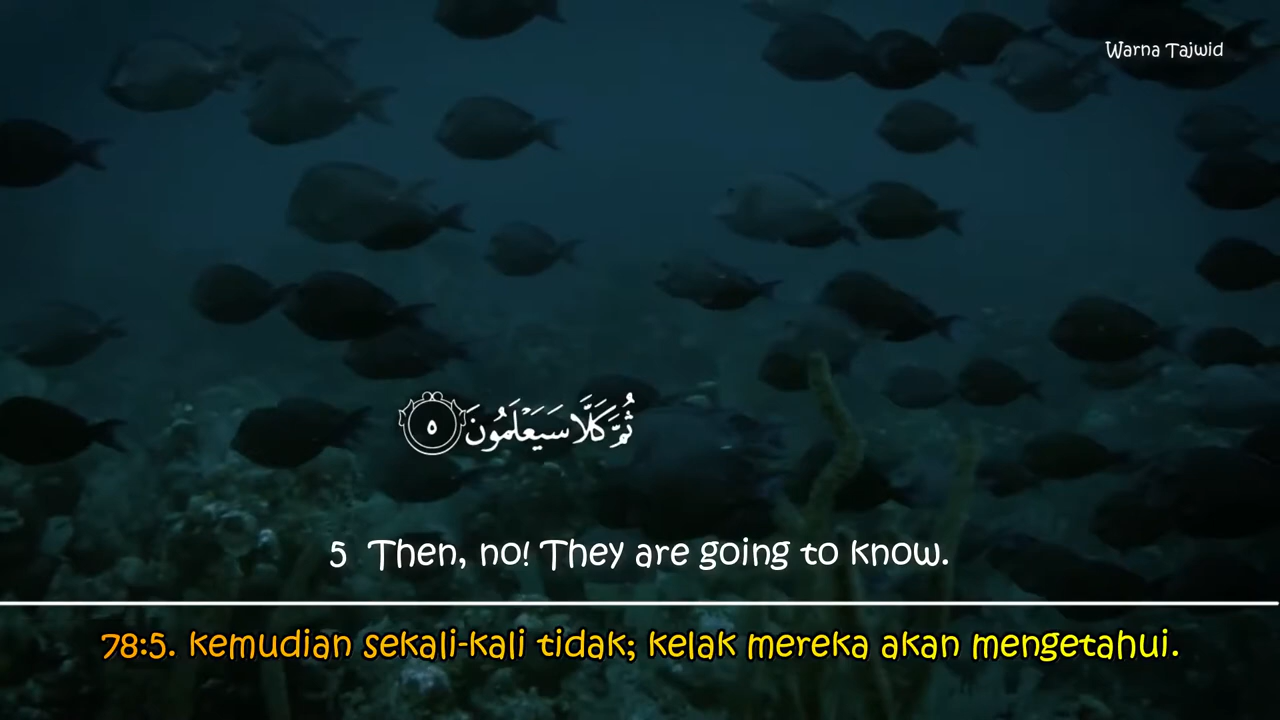 Warna Tajwid
ثُمَّ كَلَّا سَيَعْلَمُونَ ٥
5 Then, no! They are going to know.
78:5. kemudian sekali-kali tidak; kelak mereka akan mengetahui.